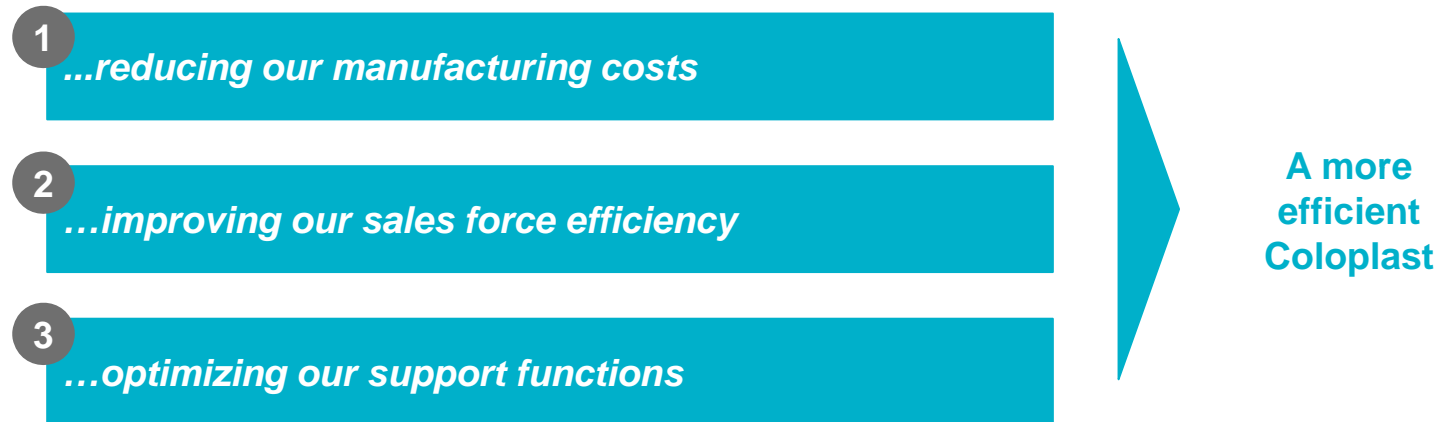 1
...reducing our manufacturing costs
2
…improving our sales force efficiency
3
…optimizing our support functions
A more
efficient
Coloplast